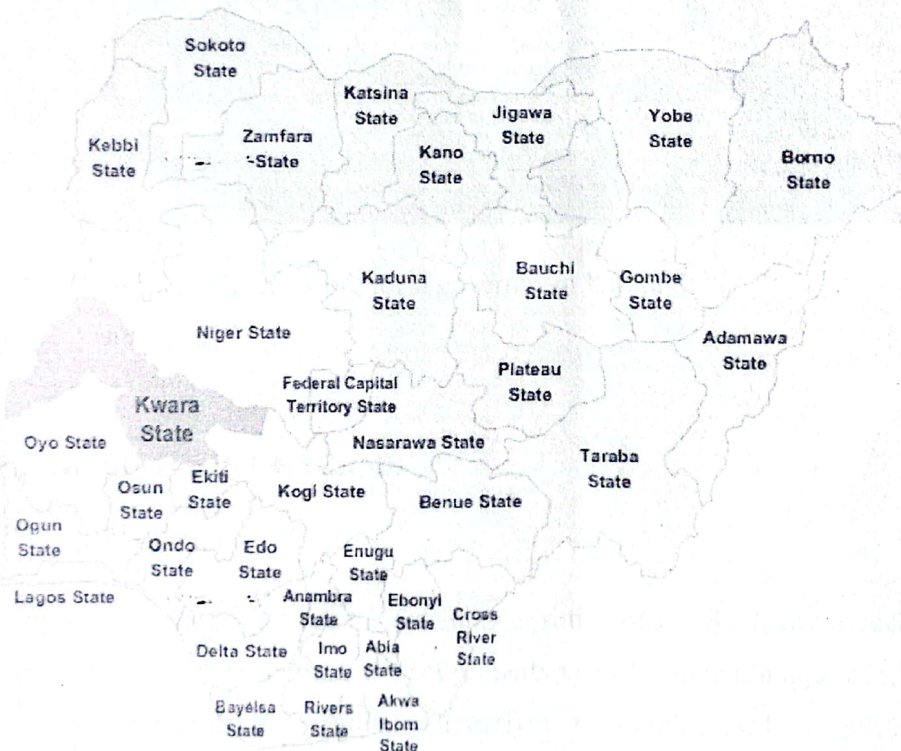 Sokoto
State
Katsina
State
Jigawa
State
Yobe
State
Kebbi
State
Zamfara
State
Kano
State
Borno
State
Kaduna
State
Bauchi
State
Gombe
State
Niger State
Adamawa
State
Plateau
State
Federal Capital
Territory State
Kwara
State
Oyo State
Nasarawa State
Taraba
State
Osun
State
Ekiti
State
Kogi State
Benue State
Ogun
State
Ondo
State
Edo
State
Enugu
State
Lagos State
Anambra
State
Ebonyi
State
Cross
River
State
Delta State
Imo
State
Abia
State
Bayelsa
State
Rivers
State
Akwa
Ibom
State